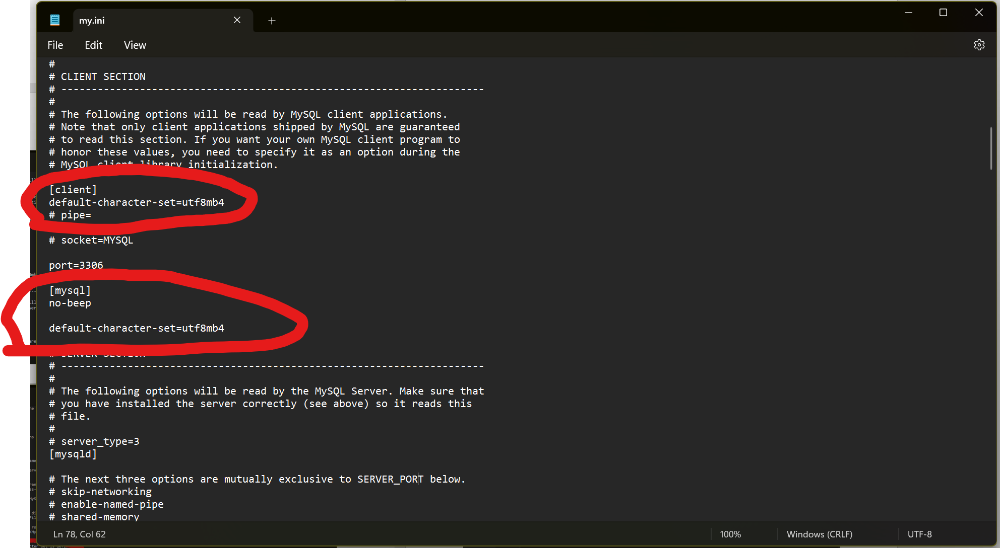 my.ini
File Edit View
#
# CLIENT SECTION
# ----------------------------------------------------------------------
#
# The following options will be read by MySQL client applications.
# Note that only client applications shipped by MySQL are guaranteed
# to read this section. If you want your own MySQL client program to
# honor these values, you need to specify it as an option during the
# MySQL client library initialization.
[client]
default-character-set=utf8mb4
# pipe=
# socket=MYSQL
port=3306
[mysql]
no-beep
default-character-set=utf8mb4
# SERVER SECTION
# ----------------------------------------------------------------------
#
# The following options will be read by the MySQL Server. Make sure that
# you have installed the server correctly (see above) so it reads this
# file.
#
# server_type=3
[mysqld]
# The next three options are mutually exclusive to SERVER_PORT below.
# skip-networking
# enable-named-pipe
# shared-memory
Ln 78, Col 62 100% Windows (CRLF) UTF-8